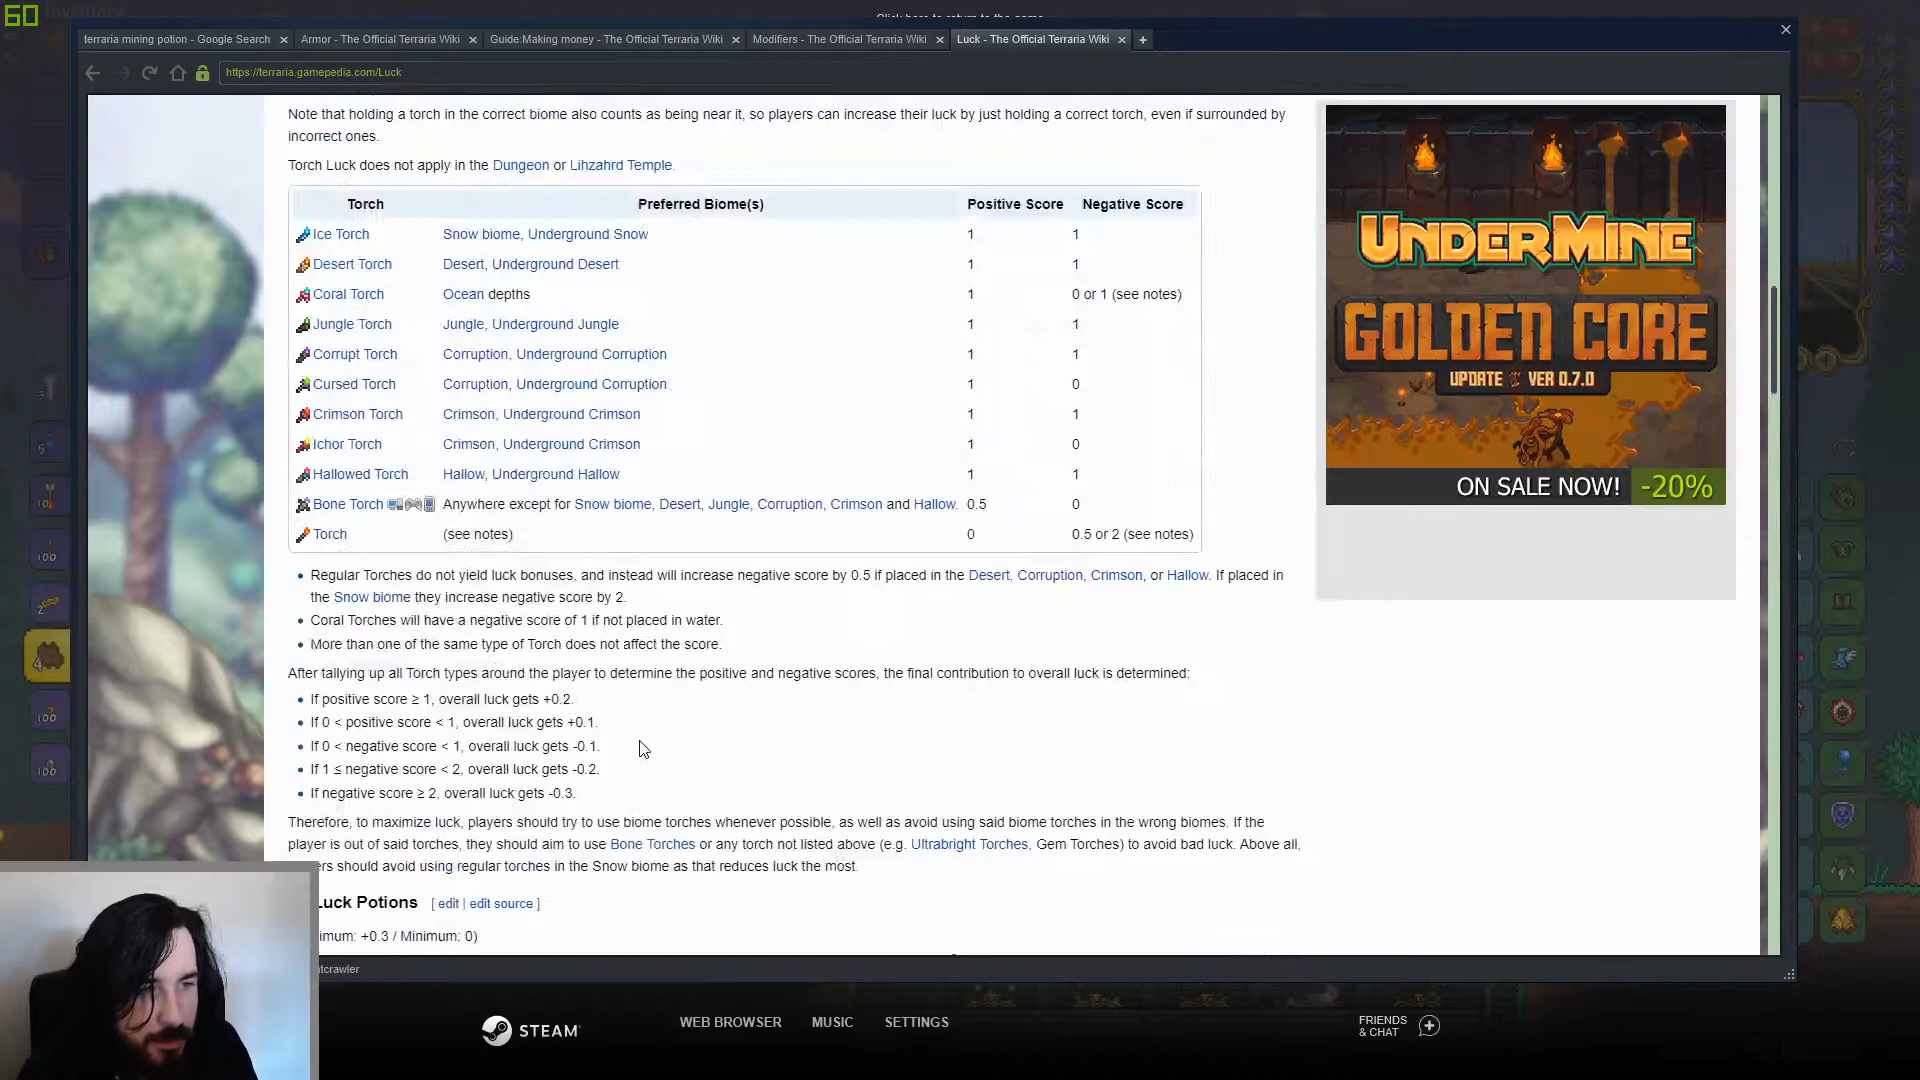 60
Click here to return to the game
terraria mining potion - Google Search
Armor - The Official Terraria Wiki
Guide:Making money - The Official Terraria Wiki
Modifiers - The Official Terraria Wiki
Luck - The Official Terraria Wiki
https://terraria.gamepedia.com/Luck
Note that holding a torch in the correct biome also counts as being near it, so players can increase their luck by just holding a correct torch, even if surrounded by
incorrect ones.
Torch Luck does not apply in the Dungeon or Lihzahrd Temple.
Torch Preferred Biome(s) Positive Score Negative Score
Ice Torch Snow biome, Underground Snow 1 1
Desert Torch Desert, Underground Desert 1 1
Coral Torch Ocean depths 1 0 or 1 (see notes)
Jungle Torch Jungle, Underground Jungle 1 1
Corrupt Torch Corruption, Underground Corruption 1 1
Cursed Torch Corruption, Underground Corruption 1 0
Crimson Torch Crimson, Underground Crimson 1 1
Ichor Torch Crimson, Underground Crimson 1 0
Hallowed Torch Hallow, Underground Hallow 1 1
Bone Torch Anywhere except for Snow biome, Desert, Jungle, Corruption, Crimson and Hallow. 0.5 0
Torch (see notes) 0 0.5 or 2 (see notes)
• Regular Torches do not yield luck bonuses, and instead will increase negative score by 0.5 if placed in the Desert, Corruption, Crimson, or Hallow. If placed in
the Snow biome they increase negative score by 2.
• Coral Torches will have a negative score of 1 if not placed in water.
• More than one of the same type of Torch does not affect the score.
After tallying up all Torch types around the player to determine the positive and negative scores, the final contribution to overall luck is determined:
• If positive score ≥ 1, overall luck gets +0.2.
• If 0 < positive score < 1, overall luck gets +0.1.
• If 0 < negative score < 1, overall luck gets -0.1.
• If 1 ≤ negative score < 2, overall luck gets -0.2.
• If negative score ≥ 2, overall luck gets -0.3.
Therefore, to maximize luck, players should try to use biome torches whenever possible, as well as avoid using said biome torches in the wrong biomes. If the
player is out of said torches, they should aim to use Bone Torches or any torch not listed above (e.g. Ultrabright Torches, Gem Torches) to avoid bad luck. Above all,
ers should avoid using regular torches in the Snow biome as that reduces luck the most.
Luck Potions [ edit | edit source ]
imum: +0.3 / Minimum: 0)
UNDERMINE
GOLDEN CORE
UPDATE VER 0.7.0
ON SALE NOW! -20%
tcrawler
STEAM
WEB BROWSER
MUSIC
SETTINGS
FRIENDS
& CHAT
100
100
100